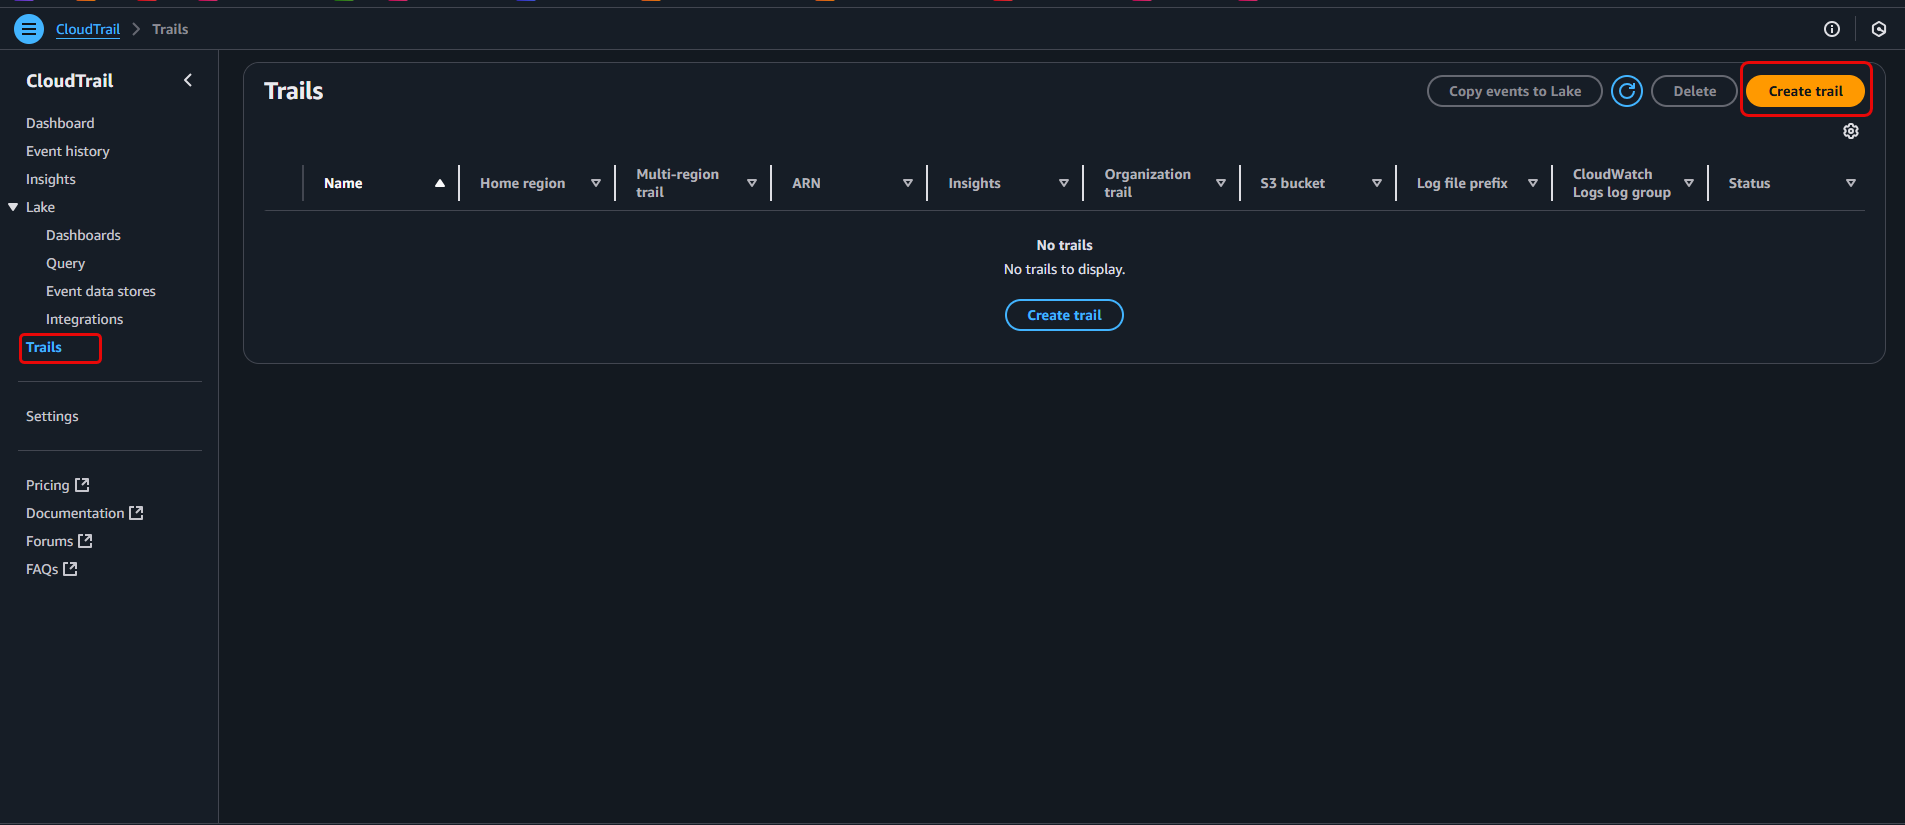 CloudTrail > Trails
CloudTrail
Dashboard
Event history
Insights
Lake
Dashboards
Query
Event data stores
Integrations
Trails
Settings
Pricing
Documentation
Forums
FAQs
Trails
Copy events to Lake
Delete
Create trail
Name
Home region
Multi-region
trail
ARN
Insights
Organization
trail
S3 bucket
Log file prefix
CloudWatch
Logs log group
Status
No trails
No trails to display.
Create trail